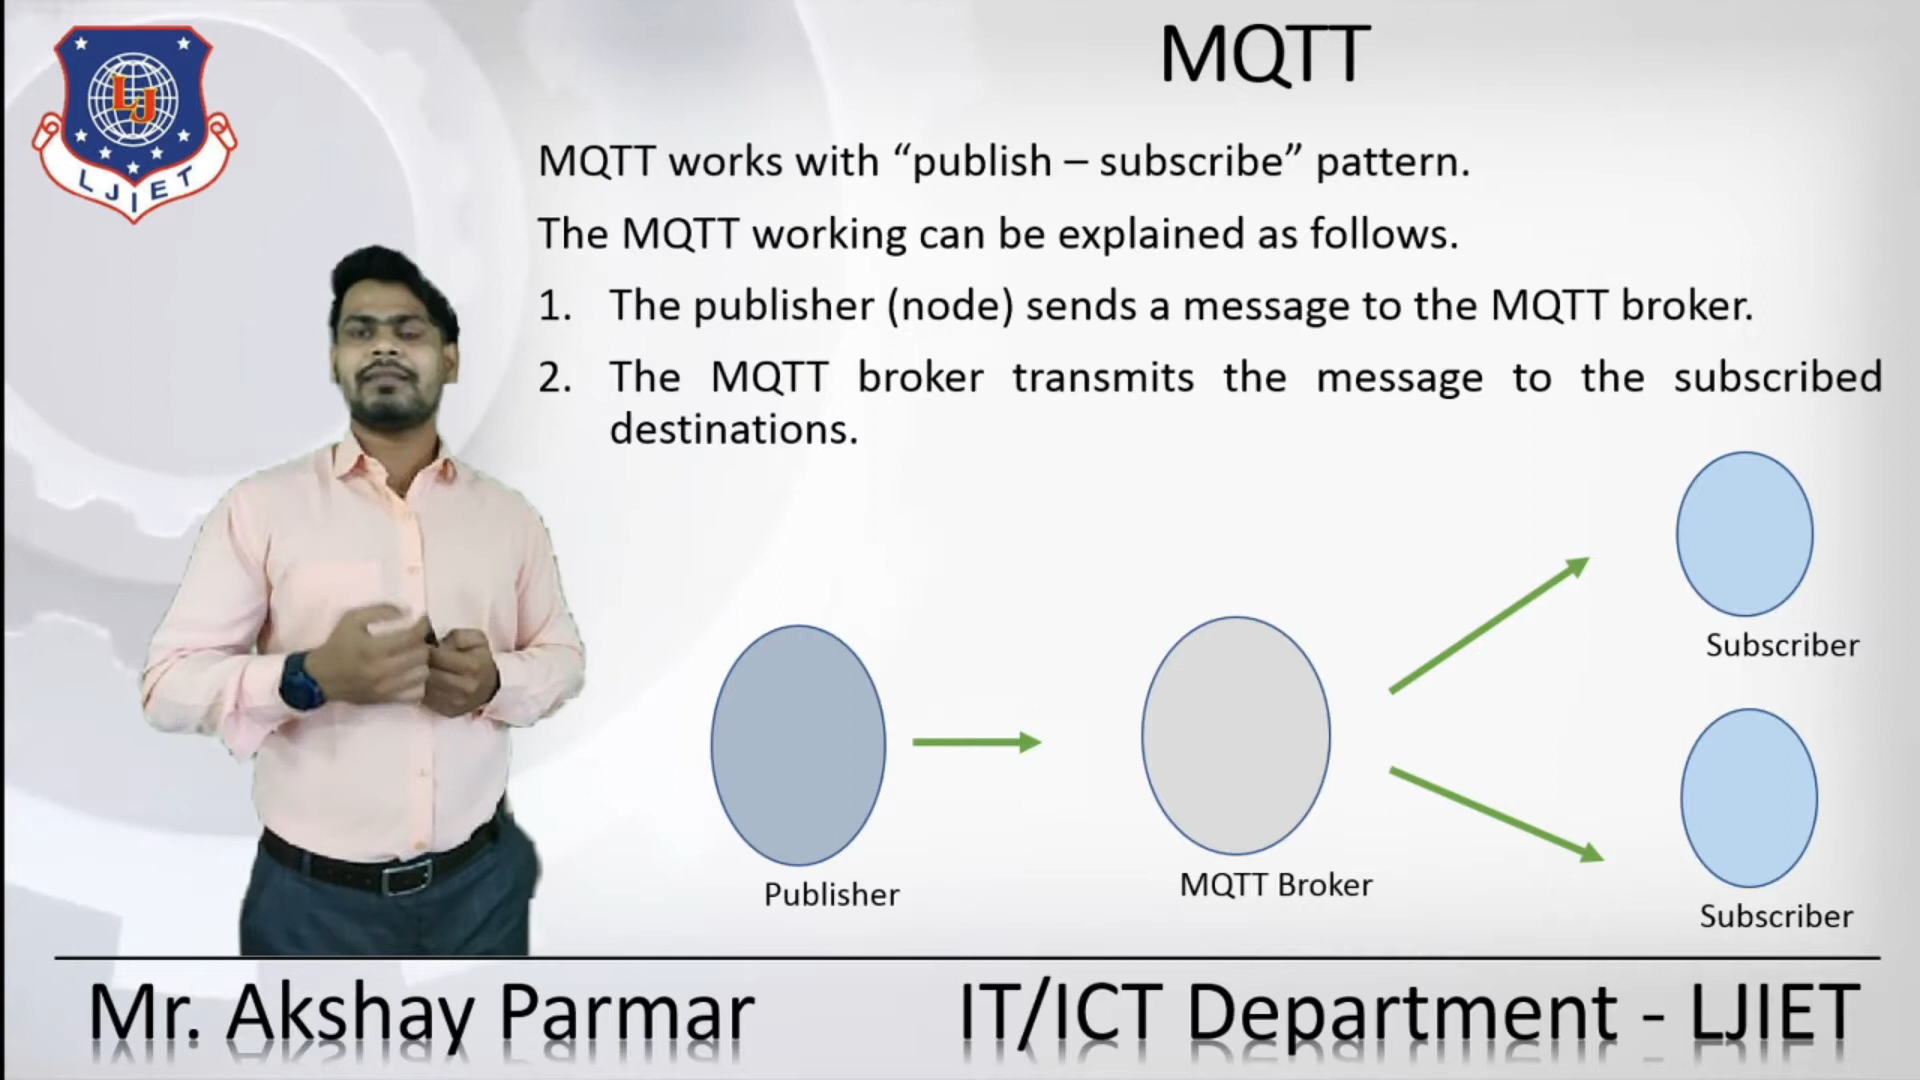 LJ
LJIET
MQTT
MQTT works with “publish – subscribe” pattern.
The MQTT working can be explained as follows.
1. The publisher (node) sends a message to the MQTT broker.
2. The MQTT broker transmits the message to the subscribed
destinations.
Subscriber
Publisher
MQTT Broker
Subscriber
Mr. Akshay Parmar
IT/ICT Department - LJIET